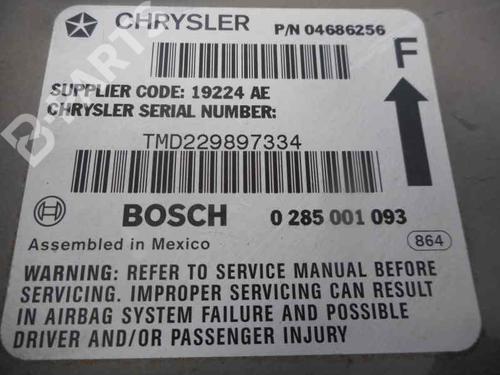 CHRYSLER P/N 04686256
F
SUPPLIER CODE: 19224 AE
CHRYSLER SERIAL NUMBER:
TMD229897334
BOSCH 0 285 001 093
Assembled in Mexico 864
WARNING: REFER TO SERVICE MANUAL BEFORE
SERVICING. IMPROPER SERVICING CAN RESULT
IN AIRBAG SYSTEM FAILURE AND POSSIBLE
DRIVER AND/OR PASSENGER INJURY
B-PARTS